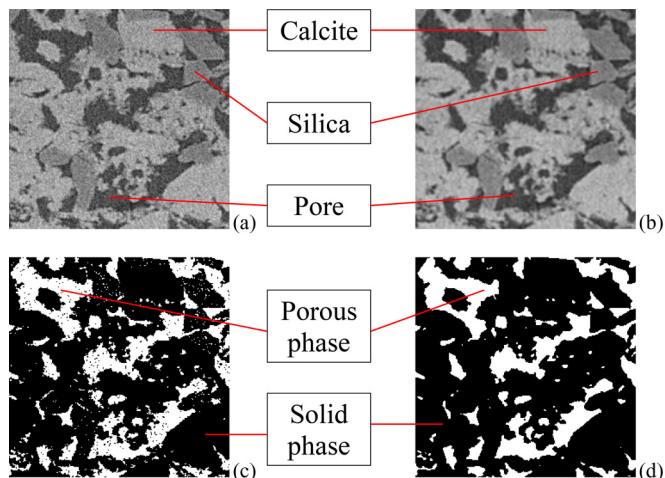 Calcite
Silica
Pore
(a)
(b)
Porous
phase
Solid
phase
(c)
(d)